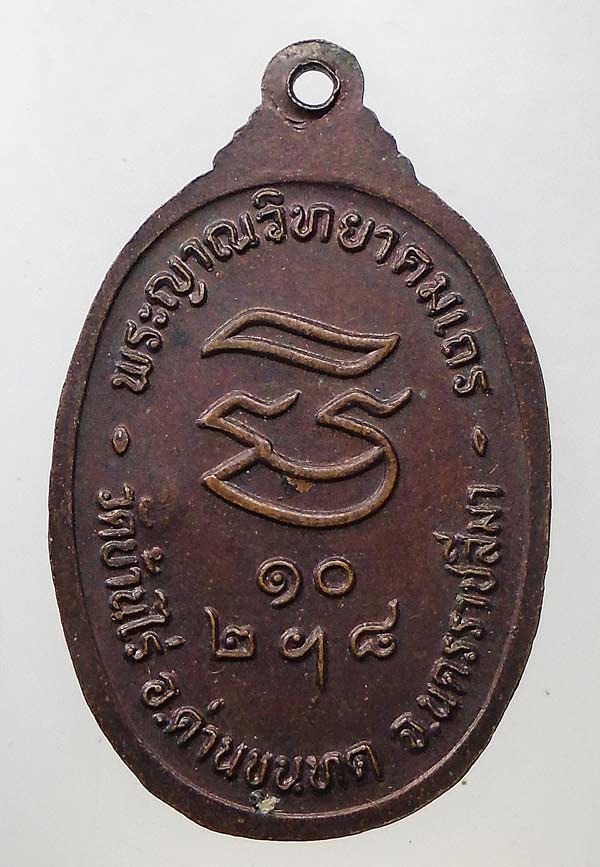 พระญาณวิทยาคมเถร
๑๐
๒ ฯ ๘
วัดบ้านไร่ อ.ด่านขุนทด จ.นครราชสีมา